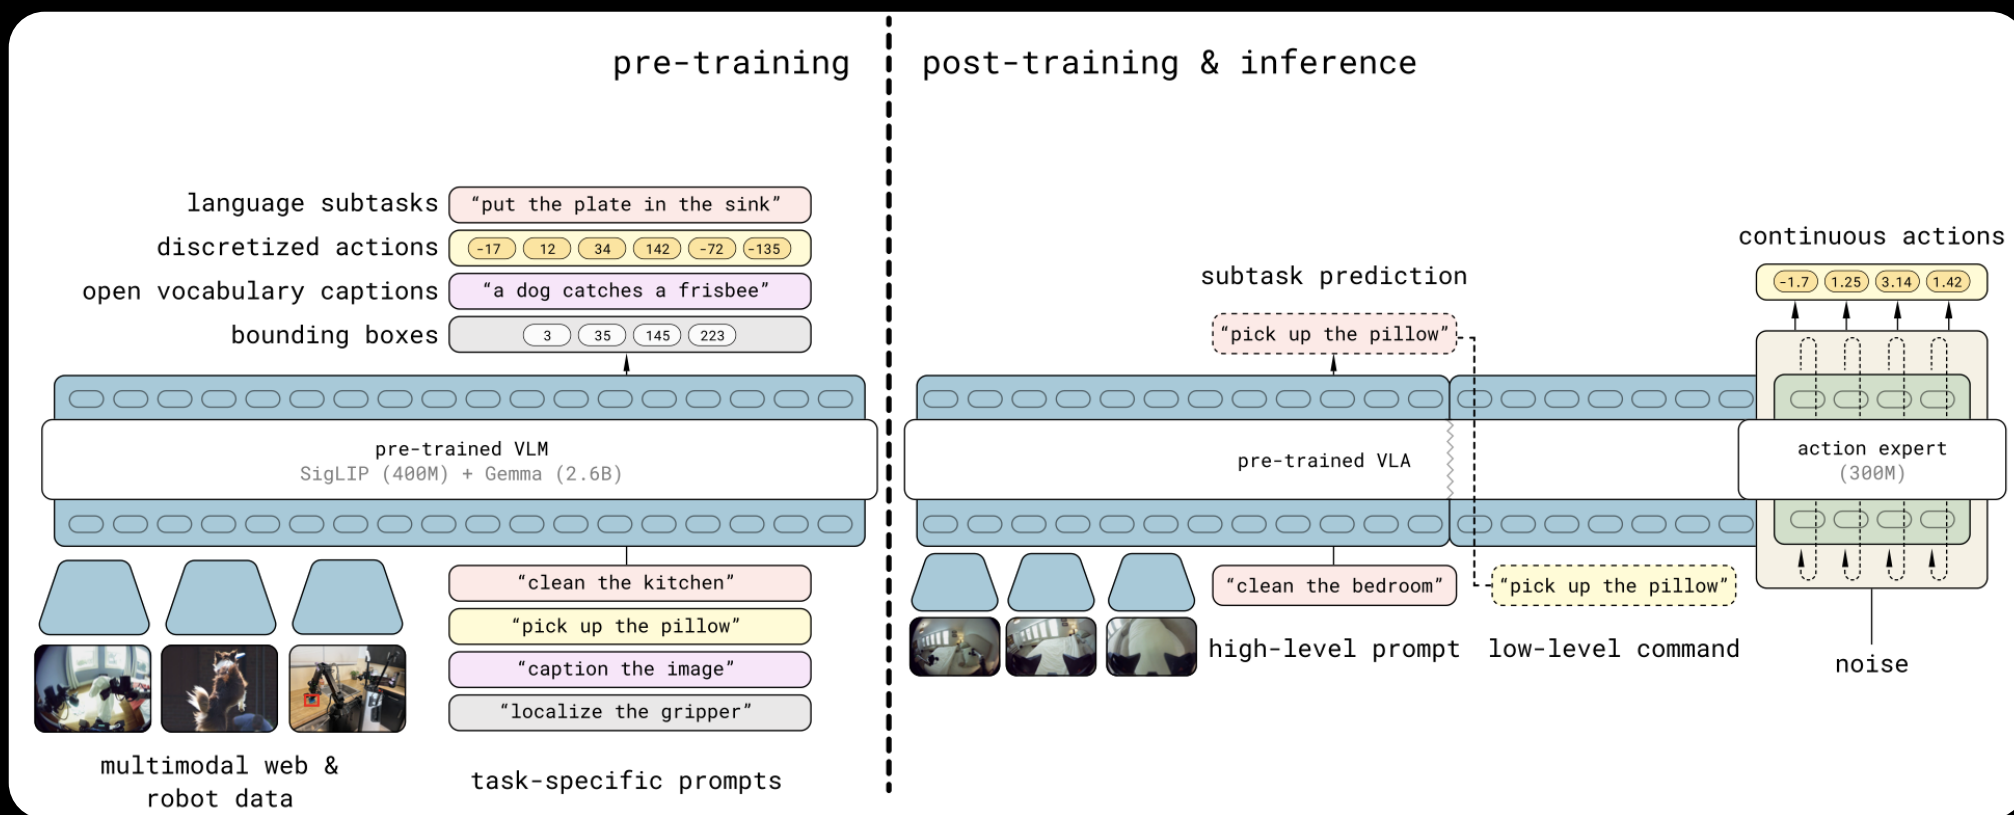 pre-training
language subtasks “put the plate in the sink”
discretized actions -17 12 34 142 -72 -135
open vocabulary captions “a dog catches a frisbee”
bounding boxes 3 35 145 223
pre-trained VLM
SigLIP (400M) + Gemma (2.6B)
“clean the kitchen”
“pick up the pillow”
“caption the image”
“localize the gripper”
multimodal web &
robot data
task-specific prompts
post-training & inference
subtask prediction
“pick up the pillow”
continuous actions
-1.7 1.25 3.14 1.42
pre-trained VLA
action expert
(300M)
“clean the bedroom”
“pick up the pillow”
high-level prompt
low-level command
noise